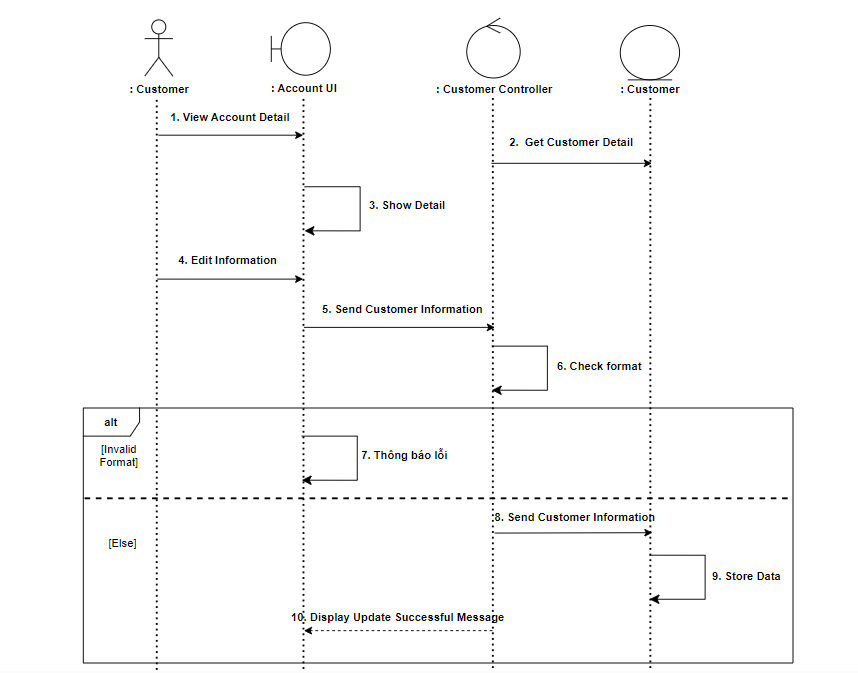 : Customer
: Account UI
: Customer Controller
: Customer
1. View Account Detail
2. Get Customer Detail
3. Show Detail
4. Edit Information
5. Send Customer Information
6. Check format
alt
[Invalid
Format]
7. Thông báo lỗi
8. Send Customer Information
[Else]
9. Store Data
10. Display Update Successful Message